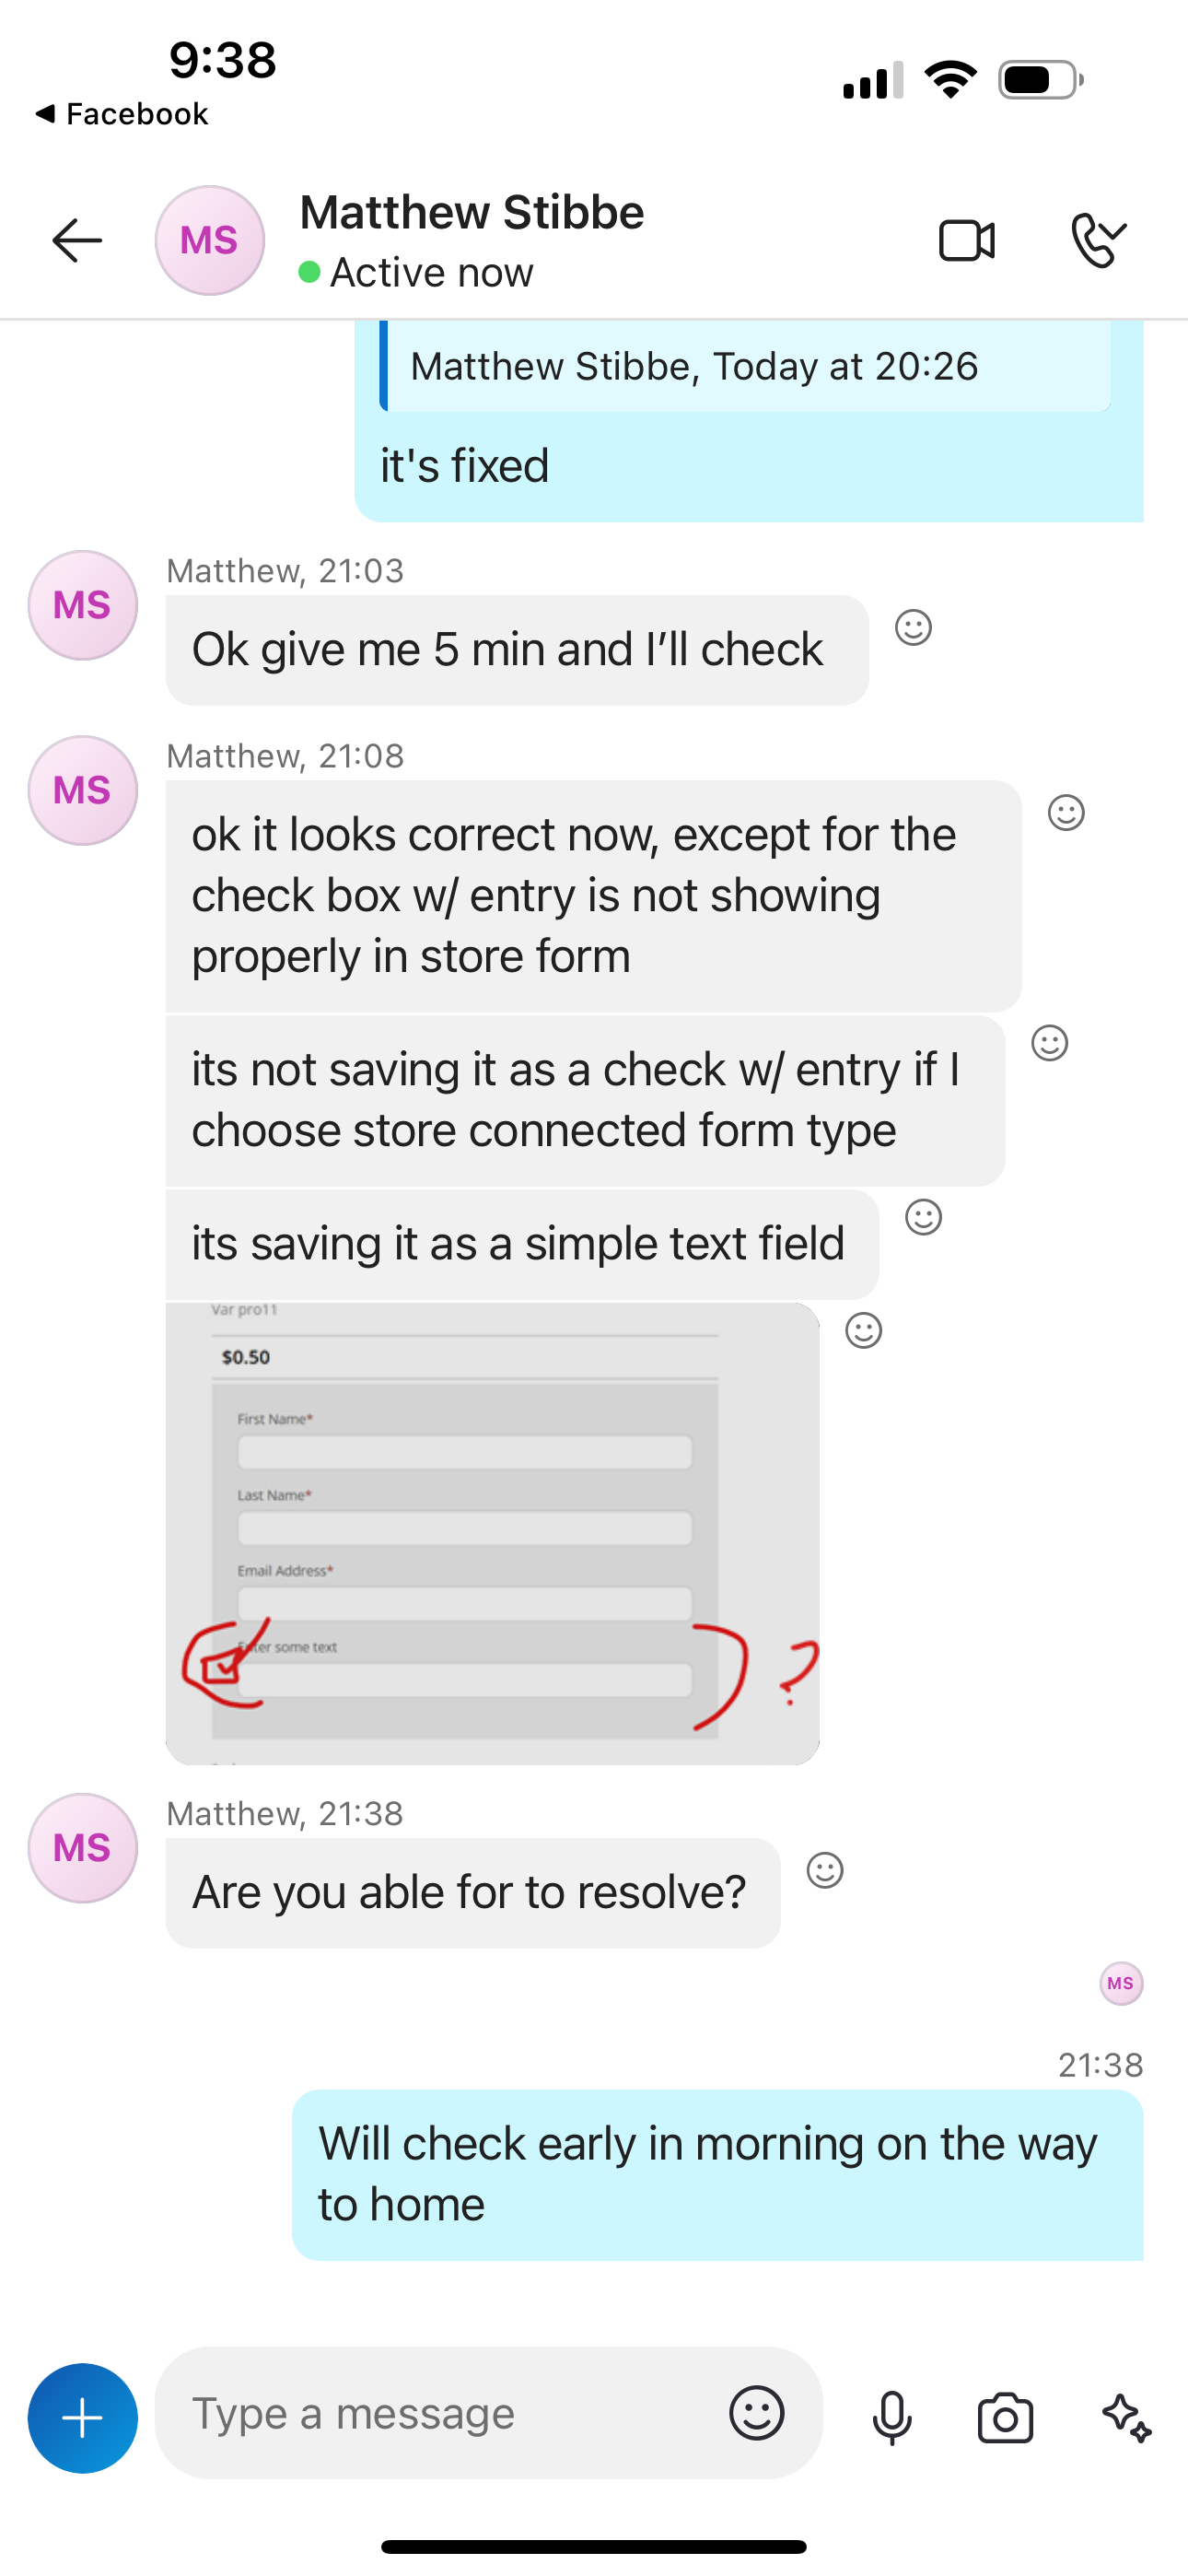 9:38
◀ Facebook
MS
Matthew Stibbe
Active now
Matthew Stibbe, Today at 20:26
it's fixed
MS
Matthew, 21:03
Ok give me 5 min and I’ll check
MS
Matthew, 21:08
ok it looks correct now, except for the
check box w/ entry is not showing
properly in store form
its not saving it as a check w/ entry if I
choose store connected form type
its saving it as a simple text field
Var pro11
$0.50
First Name*
Last Name*
Email Address*
Enter some text
?
MS
Matthew, 21:38
Are you able for to resolve?
MS
21:38
Will check early in morning on the way
to home
Type a message